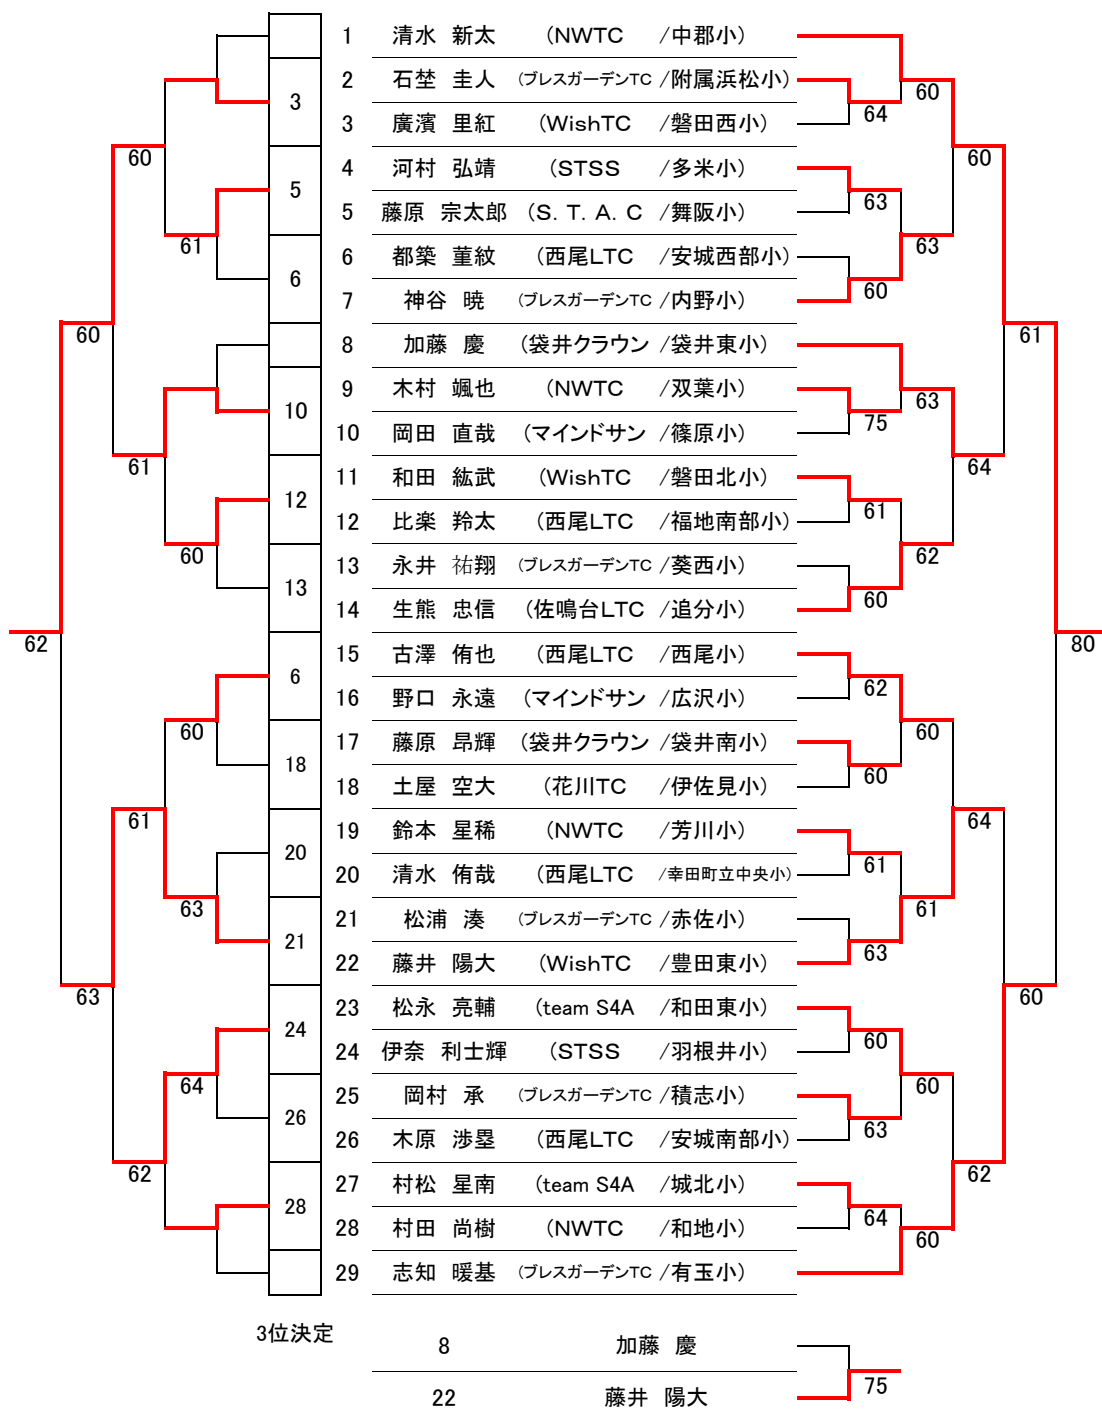 1 清水 新太 (NWTC /中郡小)
2 石埜 圭人 (ブレスガーデンTC /附属浜松小) 60
3 3 廣濱 里紅 (WishTC /磐田西小) 64
60 4 河村 弘靖 (STSS /多米小) 60
5 5 藤原 宗太郎 (S.T.A.C /舞阪小) 63
61 6 都築 菫紋 (西尾LTC /安城西部小) 63
6 7 神谷 暁 (ブレスガーデンTC /内野小) 60
60 8 加藤 慶 (袋井クラウン /袋井東小) 61
9 木村 颯也 (NWTC /双葉小) 63
10 10 岡田 直哉 (マインドサン /篠原小) 75
61 11 和田 紘武 (WishTC /磐田北小) 64
12 12 比楽 羚太 (西尾LTC /福地南部小) 61
60 13 永井 祐翔 (ブレスガーデンTC /葵西小) 62
13 14 生熊 忠信 (佐鳴台LTC /追分小) 60
62 15 古澤 侑也 (西尾LTC /西尾小) 80
6 16 野口 永遠 (マインドサン /広沢小) 62
60 17 藤原 昂輝 (袋井クラウン /袋井南小) 60
18 18 土屋 空大 (花川TC /伊佐見小) 60
61 19 鈴本 星稀 (NWTC /芳川小) 64
20 20 清水 侑哉 (西尾LTC /幸田町立中央小) 61
63 21 松浦 湊 (ブレスガーデンTC /赤佐小) 61
21 22 藤井 陽大 (WishTC /豊田東小) 63
63 23 松永 亮輔 (team S4A /和田東小) 60
24 24 伊奈 利士輝 (STSS /羽根井小) 60
64 25 岡村 承 (ブレスガーデンTC /積志小) 60
26 26 木原 渉塁 (西尾LTC /安城南部小) 63
62 27 村松 星南 (team S4A /城北小) 62
28 28 村田 尚樹 (NWTC /和地小) 64
29 志知 暖基 (ブレスガーデンTC /有玉小) 60
3位決定
8 加藤 慶
22 藤井 陽大 75